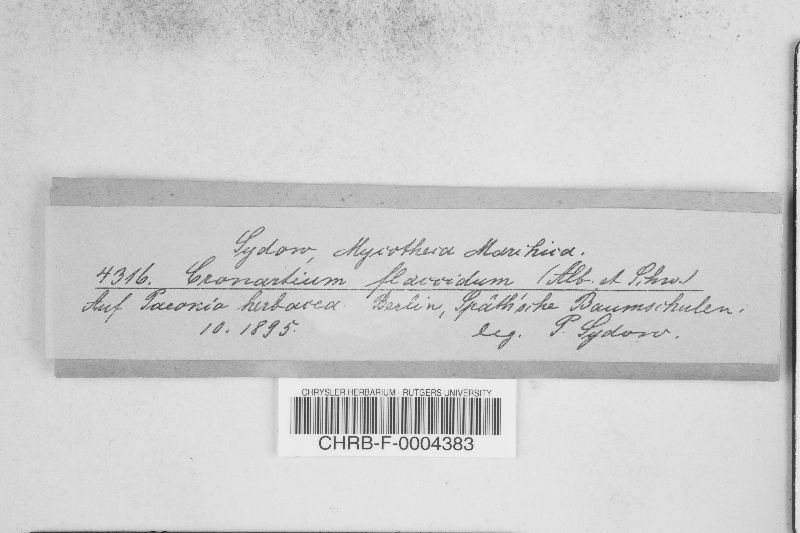 Sydow, Mycotheca Marchica.
4316. Cronartium flaccidum (Alb. et Schw.)
Auf Paeonia herbacea. Berlin, Späth'sche Baumschulen.
10. 1895. leg. P. Sydow.
CHRYSLER HERBARIUM - RUTGERS UNIVERSITY
CHRB-F-0004383